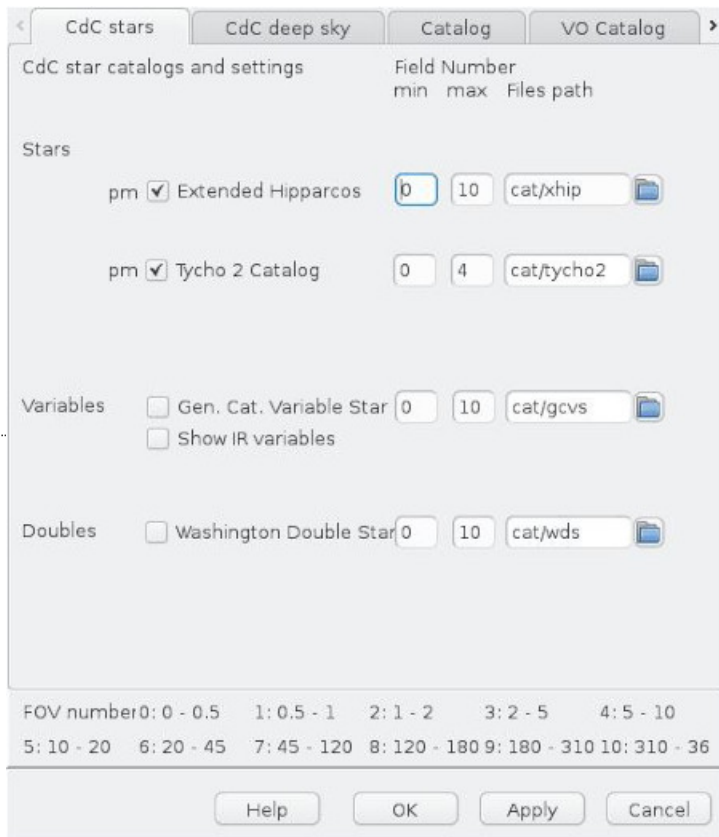 CdC stars CdC deep sky Catalog VO Catalog
CdC star catalogs and settings Field Number
min max Files path
Stars
pm Extended Hipparcos 0 10 cat/xhip
pm Tycho 2 Catalog 0 4 cat/tycho2
Variables Gen. Cat. Variable Star 0 10 cat/gcvs
Show IR variables
Doubles Washington Double Star 0 10 cat/wds
FOV number 0: 0 - 0.5 1: 0.5 - 1 2: 1 - 2 3: 2 - 5 4: 5 - 10
5: 10 - 20 6: 20 - 45 7: 45 - 120 8: 120 - 180 9: 180 - 310 10: 310 - 36
Help OK Apply Cancel